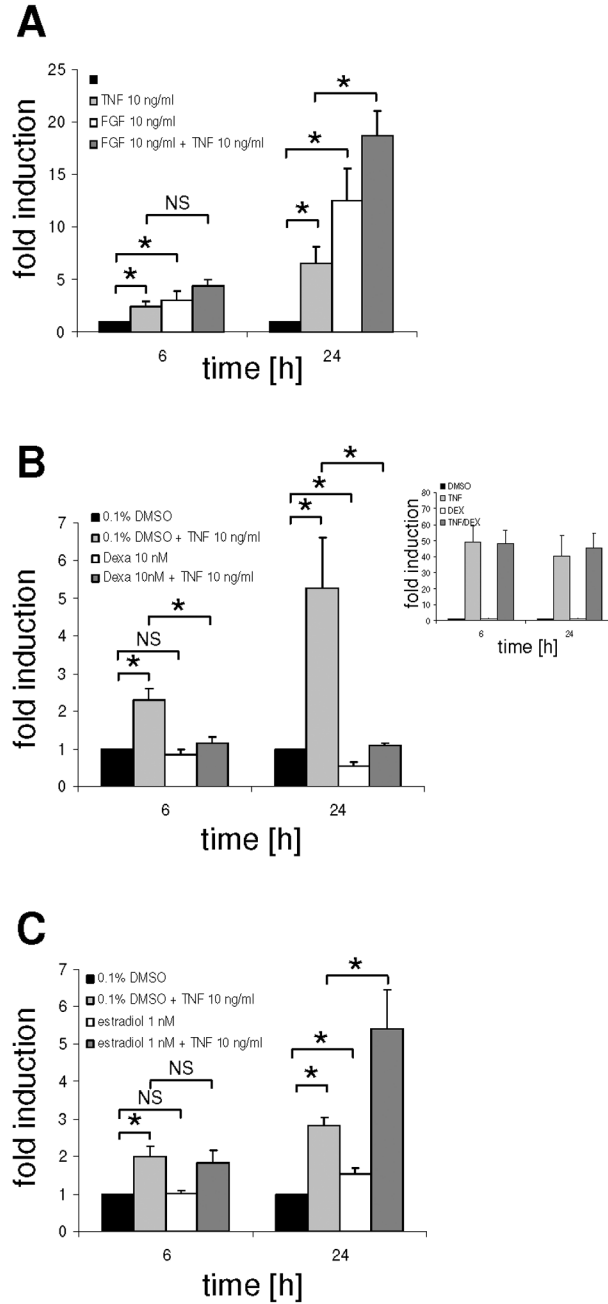 A
25
20
15
10
5
0
fold induction
TNF 10 ng/ml
FGF 10 ng/ml
FGF 10 ng/ml + TNF 10 ng/ml
*
*
NS
*
*
*
6
24
time [h]
B
7
6
5
4
3
2
1
0
fold induction
0.1% DMSO
0.1% DMSO + TNF 10 ng/ml
Dexa 10 nM
Dexa 10nM + TNF 10 ng/ml
*
NS
*
*
*
*
6
24
time [h]
80
70
60
50
40
30
20
10
0
fold induction
DMSO
TNF
DEX
TNF/DEX
6
24
time [h]
C
7
6
5
4
3
2
1
0
fold induction
0.1% DMSO
0.1% DMSO + TNF 10 ng/ml
estradiol 1 nM
estradiol 1 nM + TNF 10 ng/ml
*
NS
NS
*
*
*
6
24
time [h]